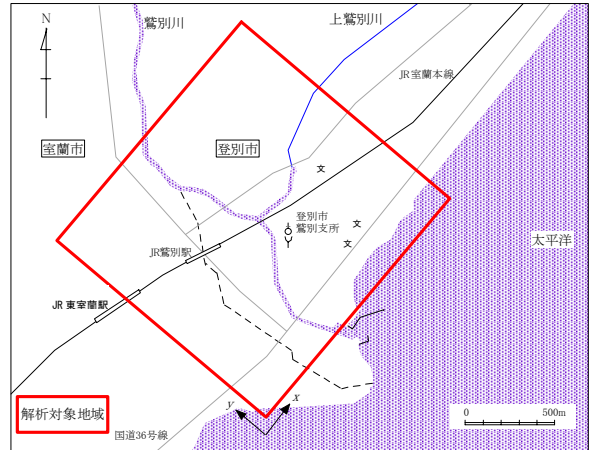 N
鷲別川
上鷲別川
JR室蘭本線
室蘭市
登別市
文
登別市
鷲別支所
文
文
太平洋
JR鷲別駅
JR東室蘭駅
解析対象地域
y
x
0
500m
国道36号線